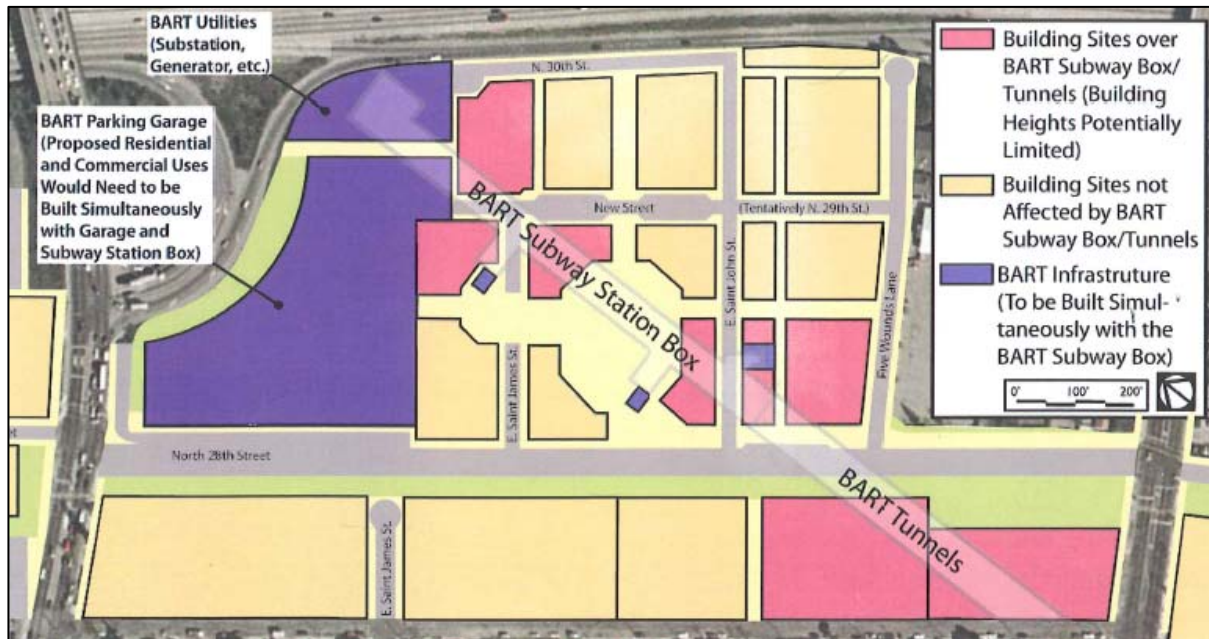 BART Utilities
(Substation,
Generator, etc.)
BART Parking Garage
(Proposed Residential
and Commercial Uses
Would Need to be
Built Simultaneously
with Garage and
Subway Station Box)
N. 30th St.
New Street
(Tentatively N. 29th St.)
BART Subway Station Box
E. Saint John St.
Five Wounds Lane
E. Saint James St.
North 28th Street
BART Tunnels
E. Saint James St.
Building Sites over
BART Subway Box/
Tunnels (Building
Heights Potentially
Limited)
Building Sites not
Affected by BART
Subway Box/Tunnels
BART Infrastruture
(To be Built Simul-
taneously with the
BART Subway Box)
0' 100' 200'